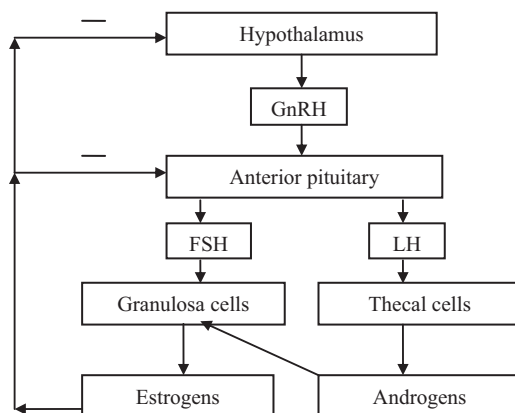 —
Hypothalamus
GnRH
—
Anterior pituitary
FSH
LH
Granulosa cells
Thecal cells
Estrogens
Androgens